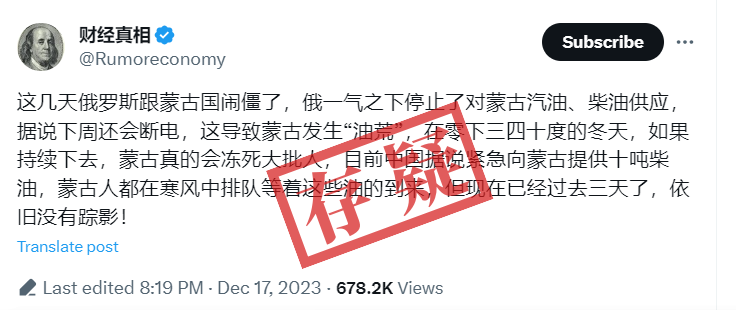 财经真相
@Rumoreconomy
Subscribe
这几天俄罗斯跟蒙古国闹僵了，俄一气之下停止了对蒙古汽油、柴油供应，
据说下周还会断电，这导致蒙古发生“油荒”，在零下三四十度的冬天，如果
持续下去，蒙古真的会冻死大批人，目前中国据说紧急向蒙古提供十吨柴
油，蒙古人都在寒风中排队等着这些油的到来，但现在已经过去三天了，依
旧没有踪影！
存疑
Translate post
Last edited 8:19 PM · Dec 17, 2023 · 678.2K Views